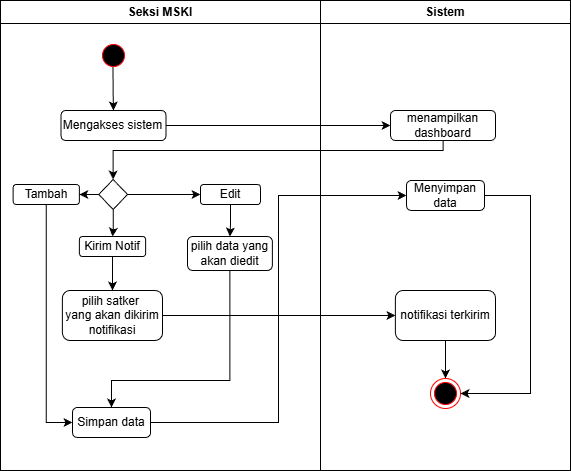 Seksi MSKI
Sistem
Mengakses sistem
menampilkan
dashboard
Tambah
Edit
Menyimpan
data
Kirim Notif
pilih data yang
akan diedit
pilih satker
yang akan dikirim
notifikasi
notifikasi terkirim
Simpan data